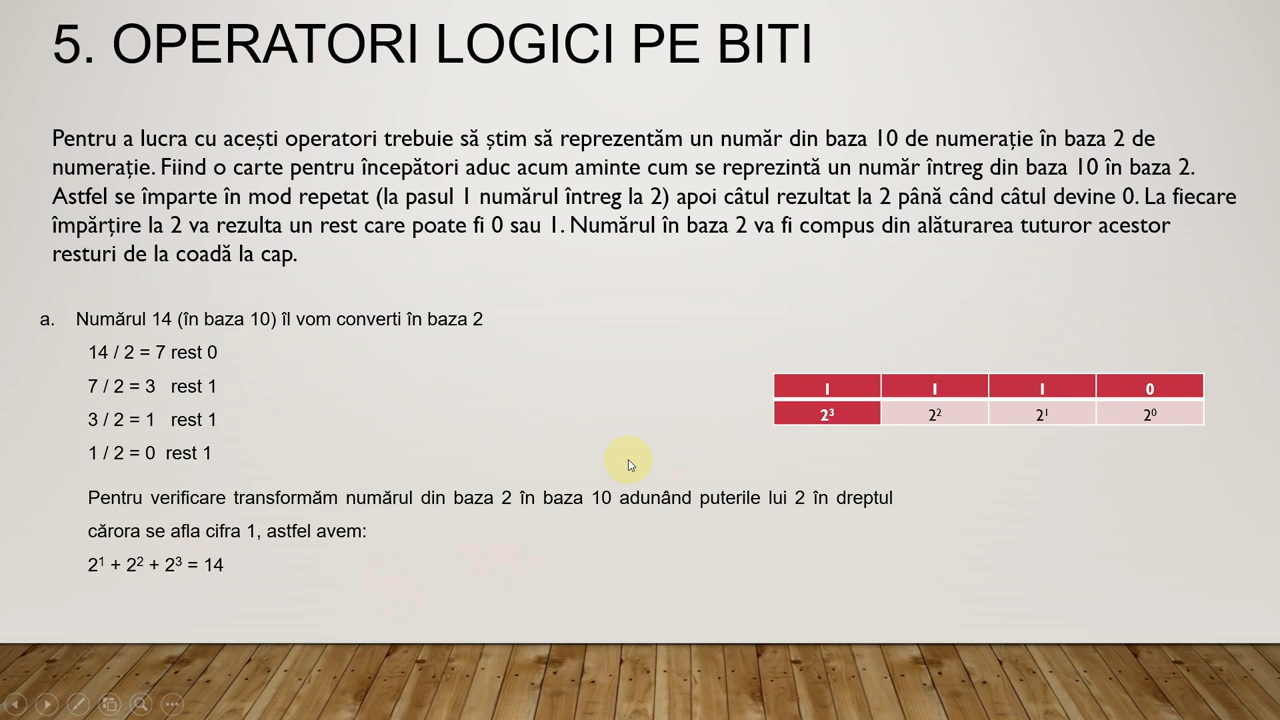 5. OPERATORI LOGICI PE BITI
Pentru a lucra cu acești operatori trebuie să știm să reprezentăm un număr din baza 10 de numerație în baza 2 de
numerație. Fiind o carte pentru începători aduc acum aminte cum se reprezintă un număr întreg din baza 10 în baza 2.
Astfel se împarte în mod repetat (la pasul 1 numărul întreg la 2) apoi câtul rezultat la 2 până când câtul devine 0. La fiecare
împărțire la 2 va rezulta un rest care poate fi 0 sau 1. Numărul în baza 2 va fi compus din alăturarea tuturor acestor
resturi de la coadă la cap.
a. Numărul 14 (în baza 10) îl vom converti în baza 2
14 / 2 = 7 rest 0
7 / 2 = 3 rest 1
3 / 2 = 1 rest 1
1 / 2 = 0 rest 1
1 1 1 0
2³ 2² 2¹ 2⁰
Pentru verificare transformăm numărul din baza 2 în baza 10 adunând puterile lui 2 în dreptul
cărora se afla cifra 1, astfel avem:
2¹ + 2² + 2³ = 14